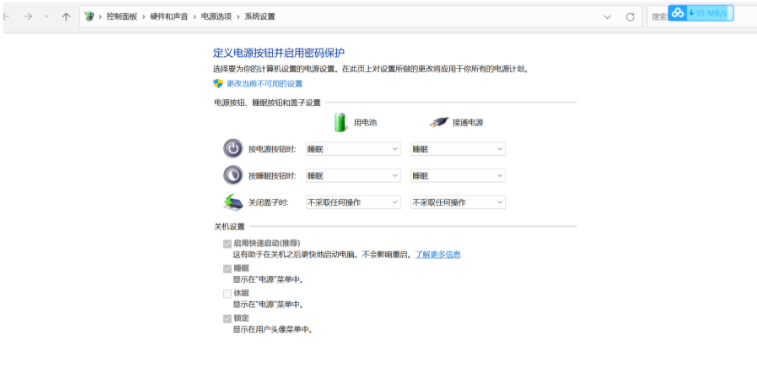 控制面板 › 硬件和声音 › 电源选项 › 系统设置
搜索
55 MB/s
定义电源按钮并启用密码保护
选择要为你的计算机设置的电源设置。在此页上对设置所做的更改将应用于你所有的电源计划。
更改当前不可用的设置
电源按钮、睡眠按钮和盖子设置
用电池 接通电源
按电源按钮时: 睡眠 睡眠
按睡眠按钮时: 睡眠 睡眠
关闭盖子时: 不采取任何操作 不采取任何操作
关机设置
启用快速启动(推荐)
这有助于在关机之后更快地启动电脑。不会影响重启。了解更多信息
睡眠
显示在"电源"菜单中。
休眠
显示在"电源"菜单中。
锁定
显示在用户头像菜单中。